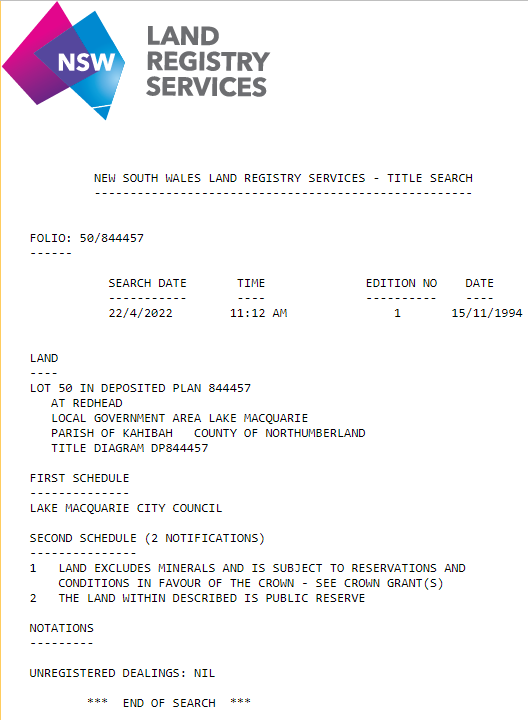 NSW
LAND
REGISTRY
SERVICES
NEW SOUTH WALES LAND REGISTRY SERVICES - TITLE SEARCH
-----------------------------------------------------
FOLIO: 50/844457
------
SEARCH DATE TIME EDITION NO DATE
----------- ---- ---------- ----
22/4/2022 11:12 AM 1 15/11/1994
LAND
----
LOT 50 IN DEPOSITED PLAN 844457
AT REDHEAD
LOCAL GOVERNMENT AREA LAKE MACQUARIE
PARISH OF KAHIBAH COUNTY OF NORTHUMBERLAND
TITLE DIAGRAM DP844457
FIRST SCHEDULE
--------------
LAKE MACQUARIE CITY COUNCIL
SECOND SCHEDULE (2 NOTIFICATIONS)
---------------
1 LAND EXCLUDES MINERALS AND IS SUBJECT TO RESERVATIONS AND
CONDITIONS IN FAVOUR OF THE CROWN - SEE CROWN GRANT(S)
2 THE LAND WITHIN DESCRIBED IS PUBLIC RESERVE
NOTATIONS
---------
UNREGISTERED DEALINGS: NIL
*** END OF SEARCH ***